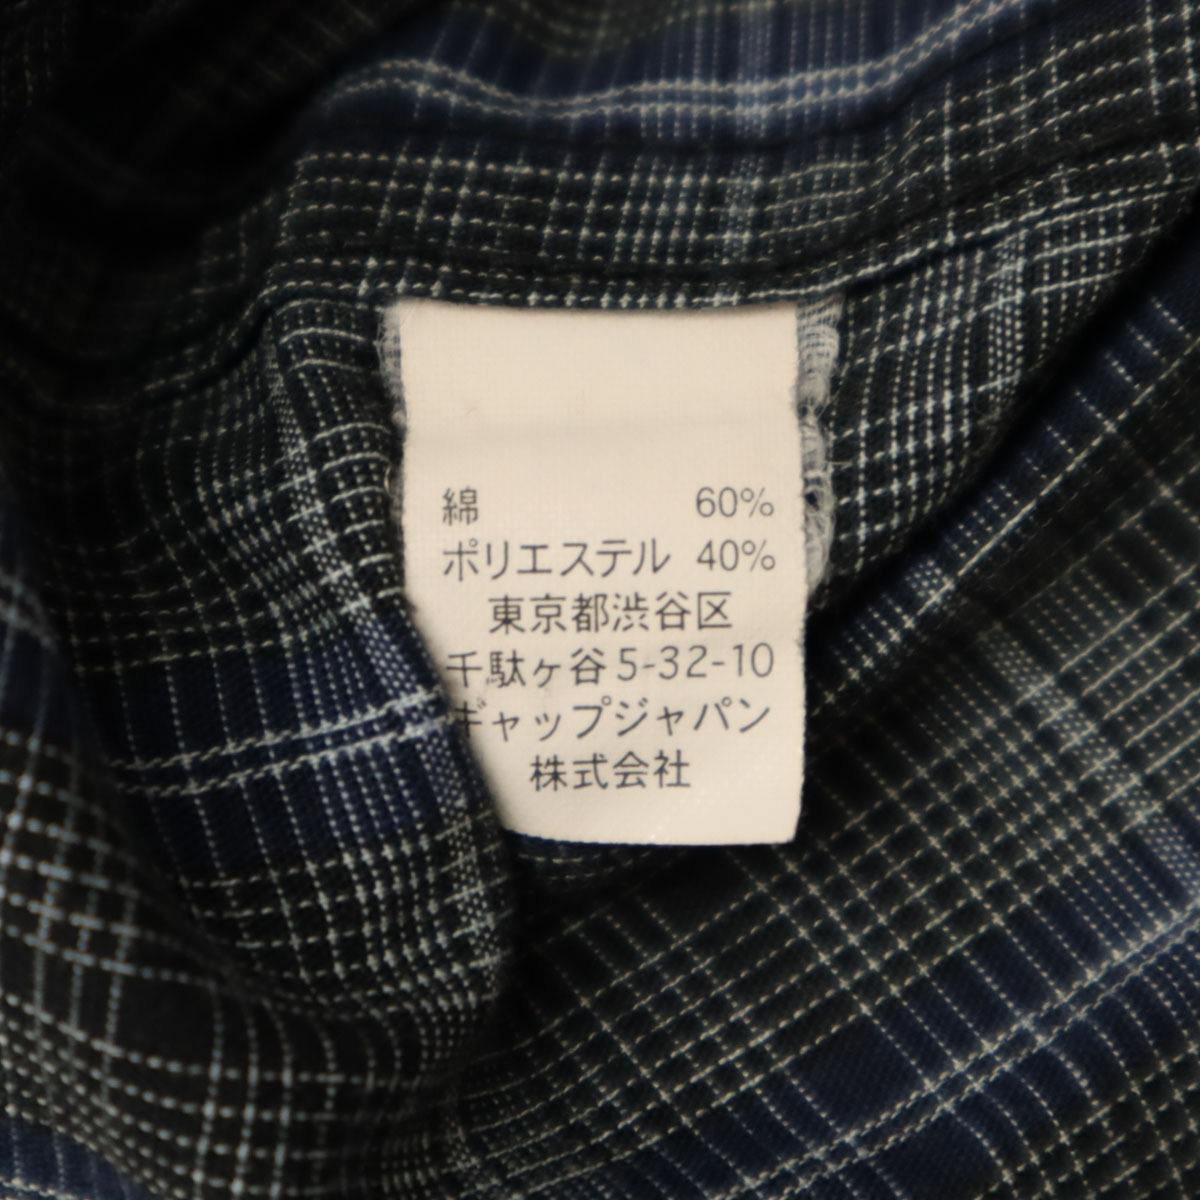 綿 60%
ポリエステル 40%
東京都渋谷区
千駄ヶ谷5-32-10
ギャップジャパン
株式会社